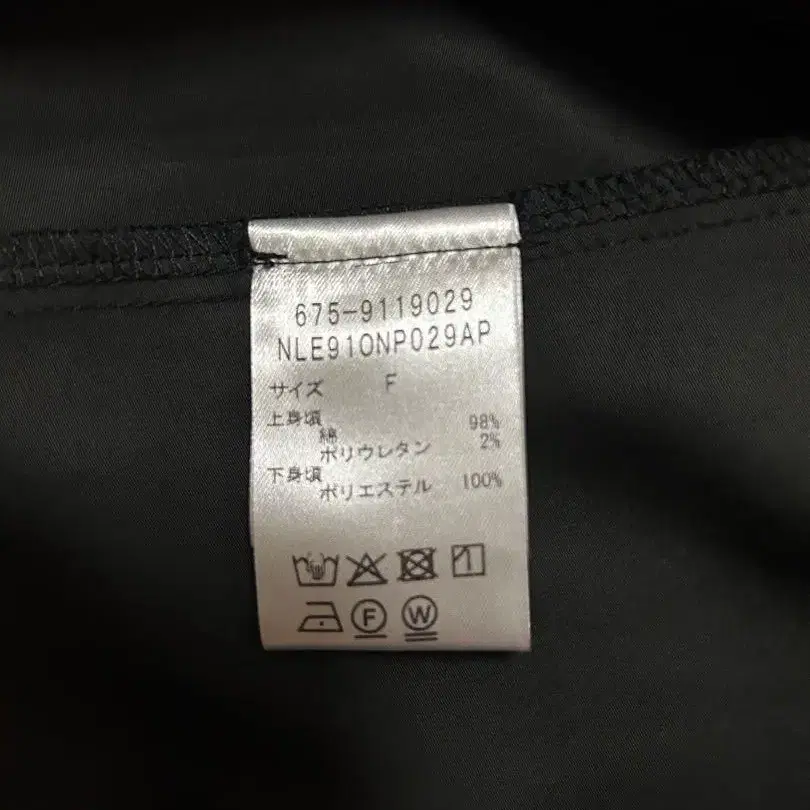 675-9119029
NLE91ONP029AP
サイズ F
上身頃
綿 98%
ポリウレタン 2%
下身頃
ポリエステル 100%
F W